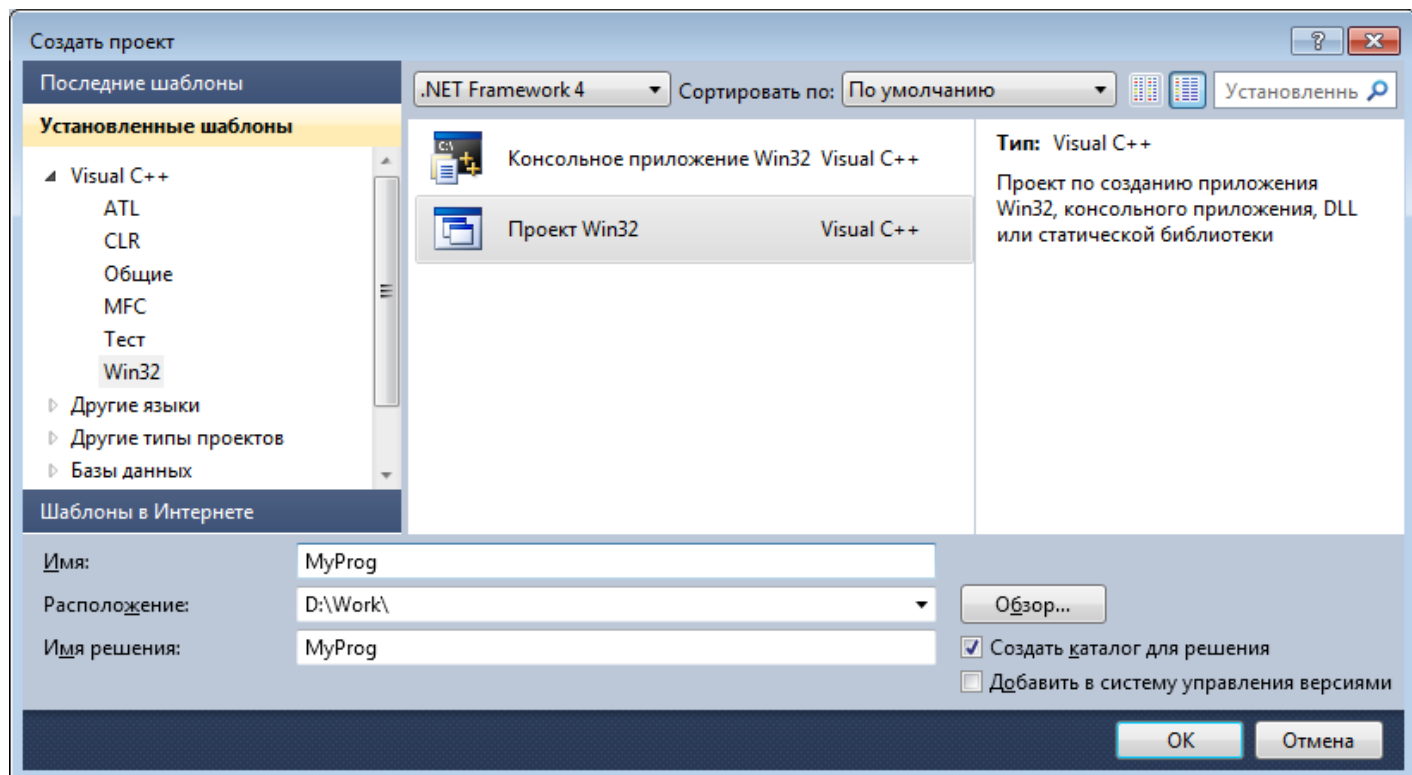 Создать проект
Последние шаблоны
.NET Framework 4
Сортировать по:
По умолчанию
Установленнь
Установленные шаблоны
Visual C++
ATL
CLR
Общие
MFC
Тест
Win32
Другие языки
Другие типы проектов
Базы данных
Шаблоны в Интернете
C:\
Консольное приложение Win32 Visual C++
Проект Win32 Visual C++
Тип: Visual C++
Проект по созданию приложения
Win32, консольного приложения, DLL
или статической библиотеки
Имя: MyProg
Расположение: D:\Work\
Обзор...
Имя решения: MyProg
Создать каталог для решения
Добавить в систему управления версиями
ОК
Отмена